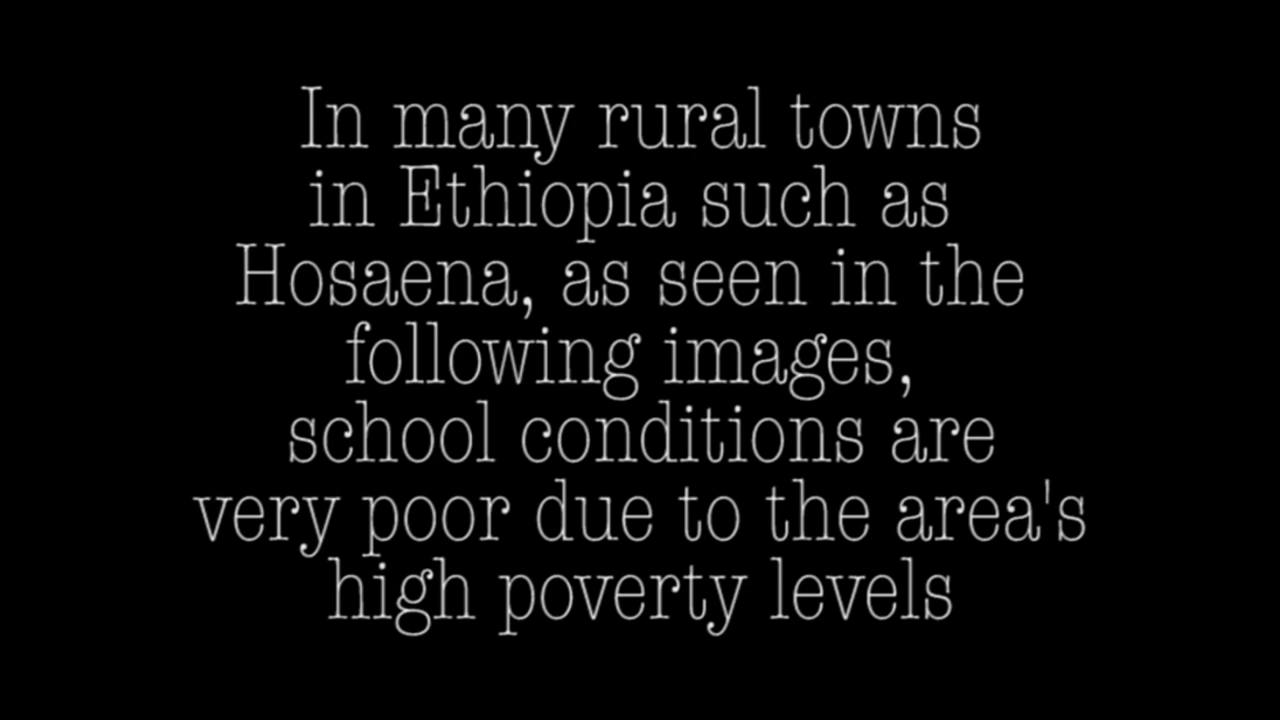 In many rural towns
in Ethiopia such as
Hosaena, as seen in the
following images,
school conditions are
very poor due to the area's
high poverty levels